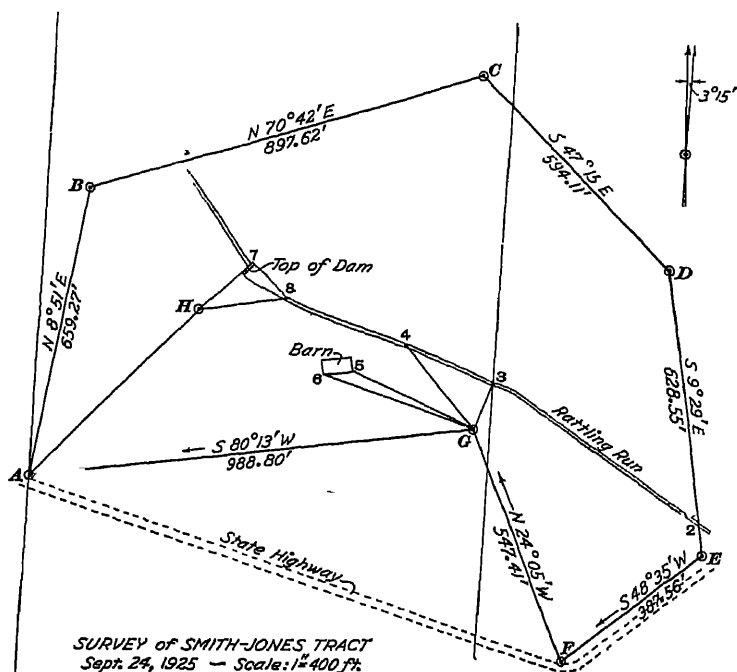 C
3°15'
N 70°42' E
897.62'
S 47°15 E
594.11'
B
7
Top of Dam
D
H
8
N 8°51' E
659.27'
4
Barn
5
6
3
S 9°29' E
628.55'
G
Rattling Run
S 80°13' W
988.80'
A
N 24°05' W
547.41'
2
E
State Highway
S 48°35' W
387.56'
F
SURVEY of SMITH-JONES TRACT
Sept. 24, 1925 — Scale: 1"=400 ft.